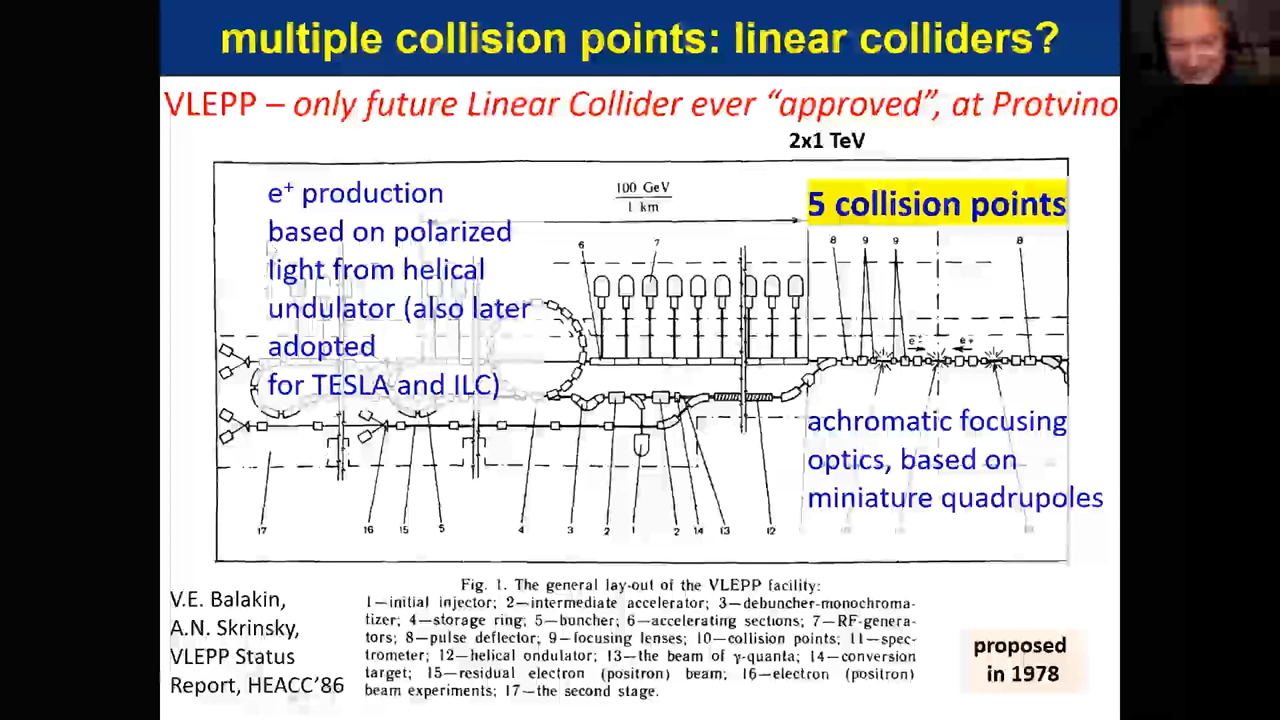 multiple collision points: linear colliders?
VLEPP – only future Linear Collider ever “approved”, at Protvino
2x1 TeV
e⁺ production
based on polarized
light from helical
undulator (also later
adopted
for TESLA and ILC)
100 GeV
1 km
5 collision points
6 7 8 9 9 8
e⁻ e⁺
achromatic focusing
optics, based on
miniature quadrupoles
17 16 15 5 4 3 2 1 2 14 13 12
Fig. 1. The general lay-out of the VLEPP facility:
1—initial injector; 2—intermediate accelerator; 3—debuncher-monochroma-
tizer; 4—storage ring; 5—buncher; 6—accelerating sections; 7—RF-genera-
tors; 8—pulse deflector; 9—focusing lenses; 10—collision points; 11—spec-
trometer; 12—helical ondulator; 13—the beam of γ-quanta; 14—conversion
target; 15—residual electron (positron) beam; 16—electron (positron)
beam experiments; 17—the second stage.
V.E. Balakin,
A.N. Skrinsky,
VLEPP Status
Report, HEACC’86
proposed
in 1978